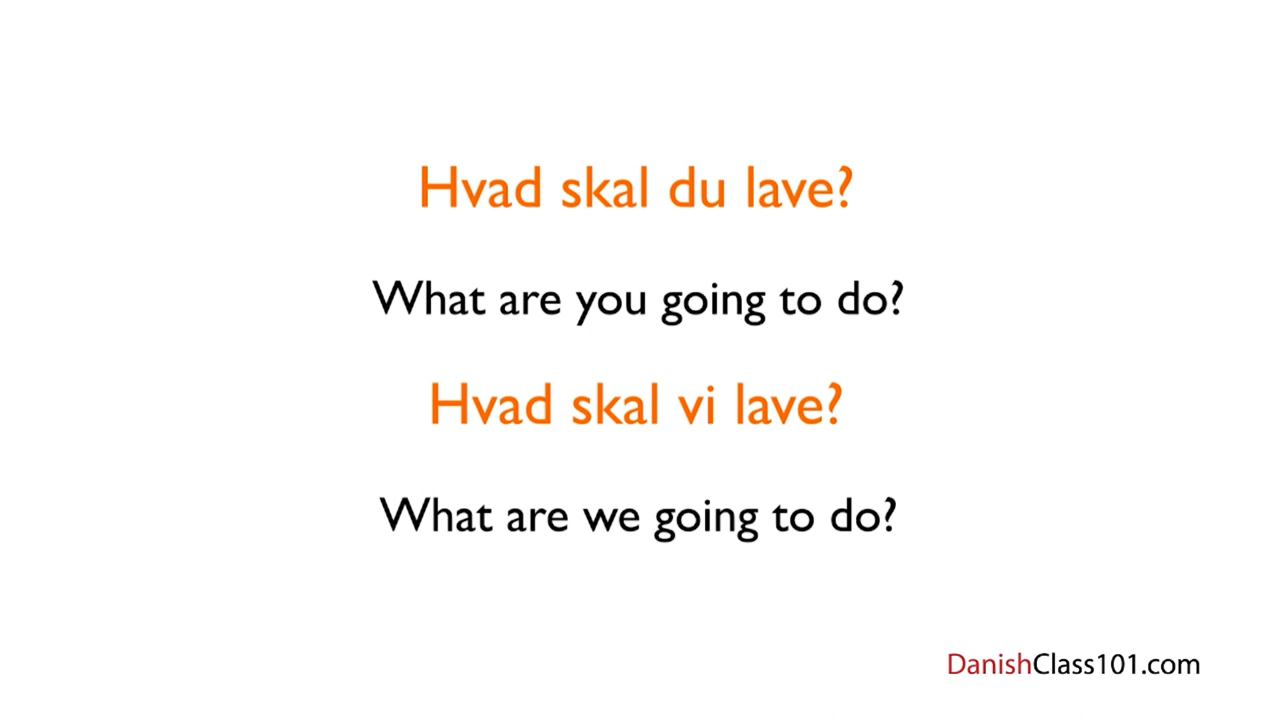 Hvad skal du lave?
What are you going to do?
Hvad skal vi lave?
What are we going to do?
DanishClass101.com